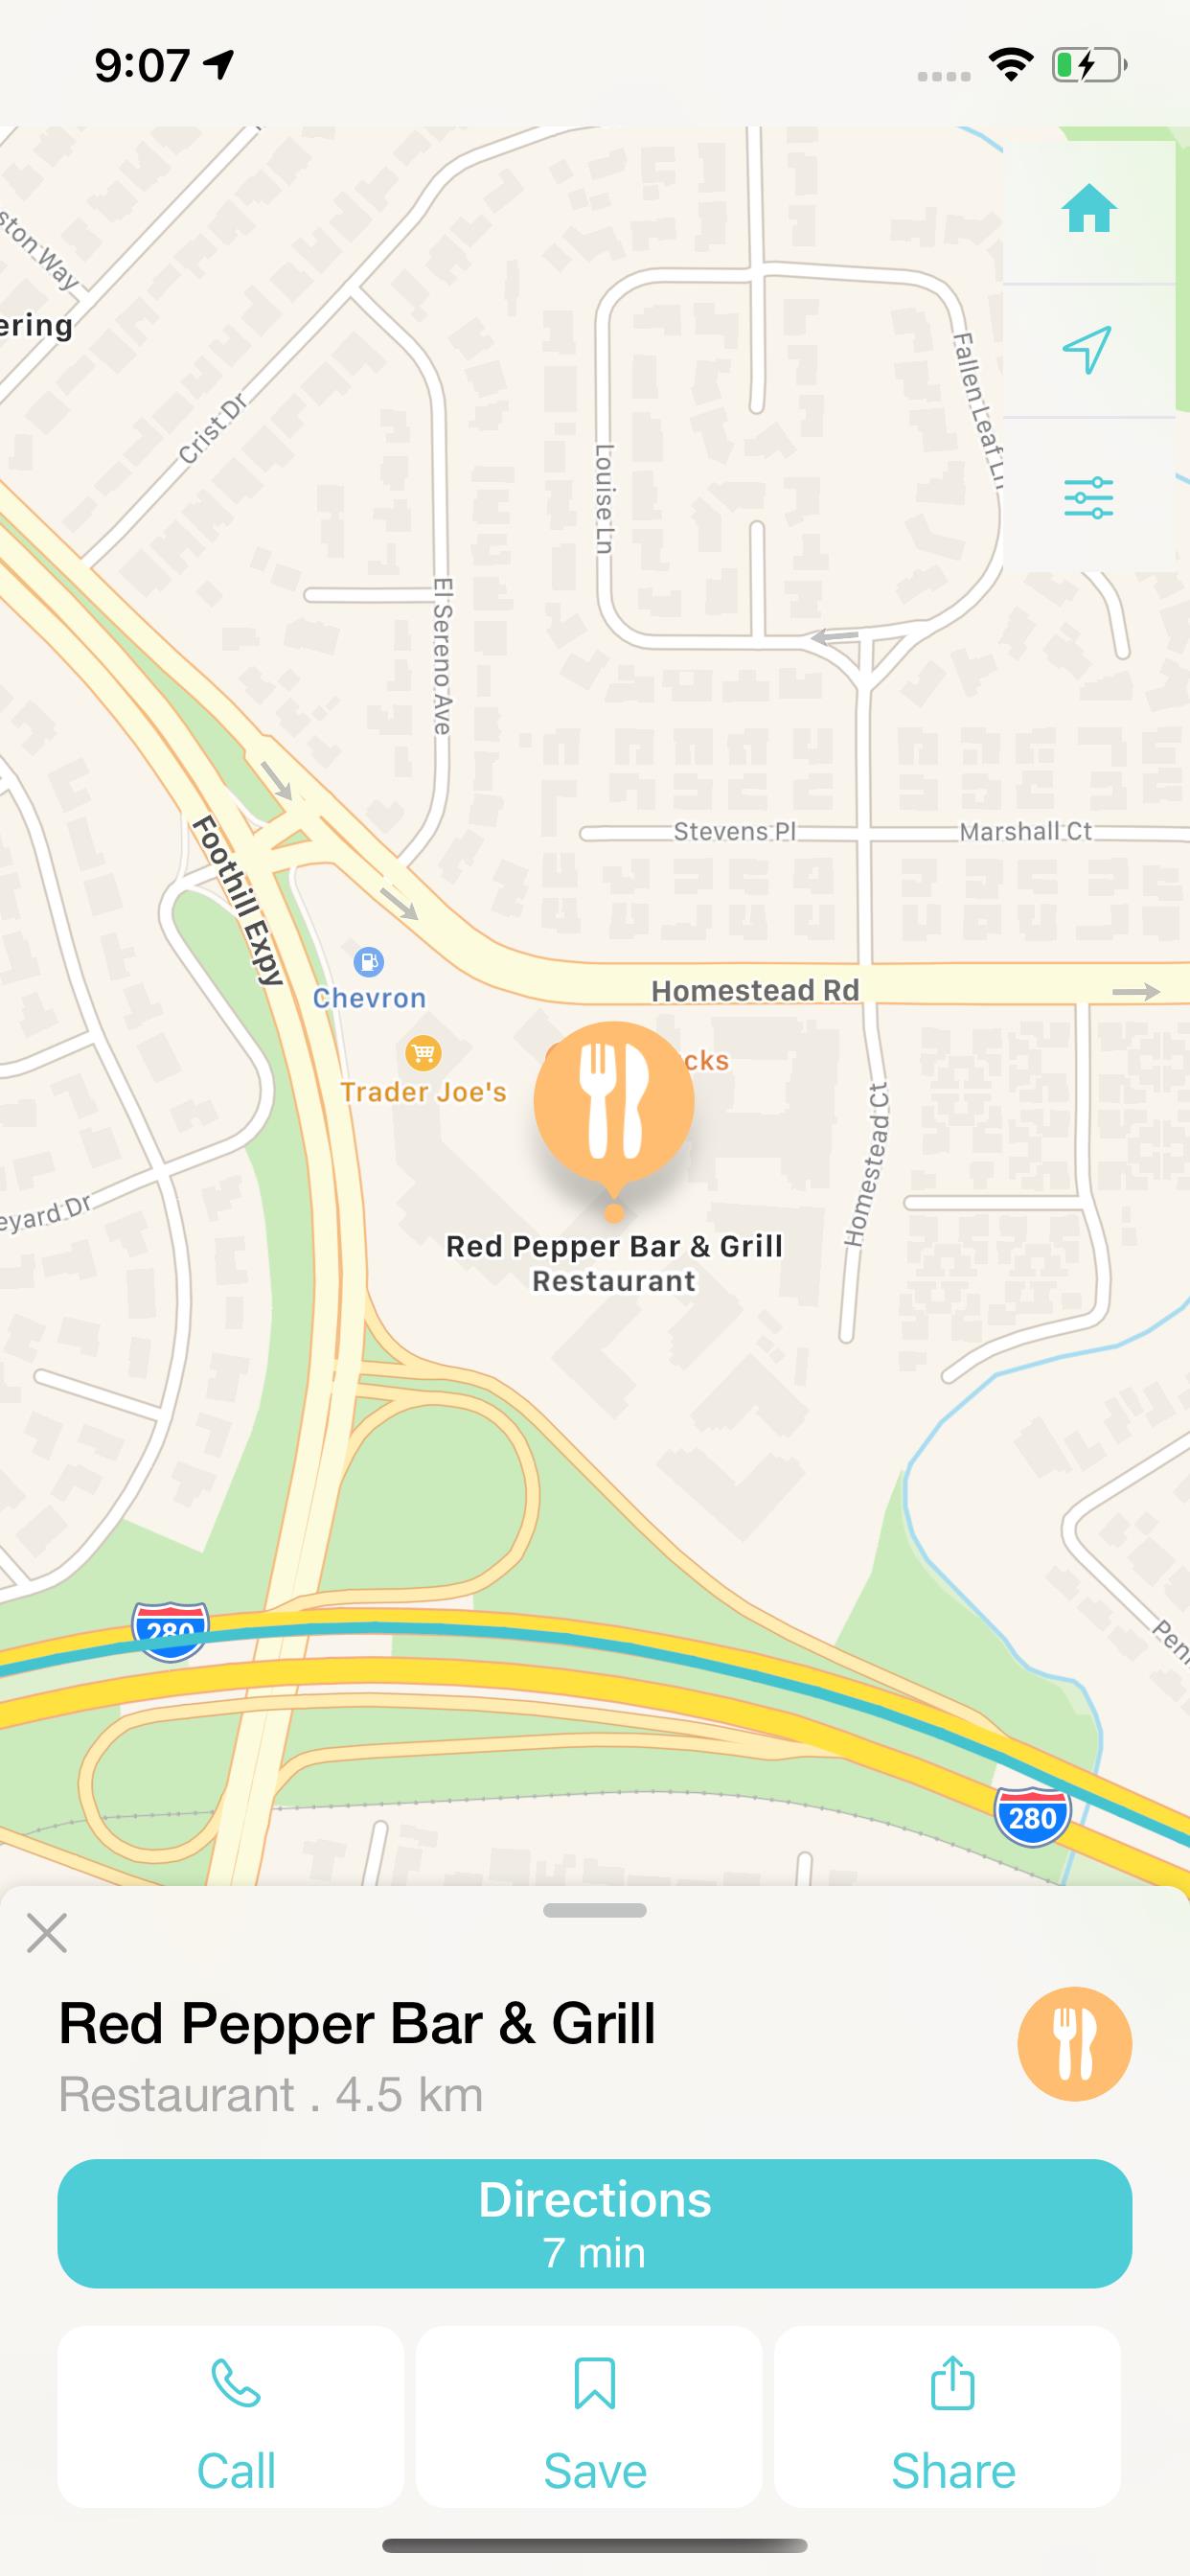 9:07
ston Way
ering
Crist Dr
Fallen Leaf Ln
Louise Ln
El Sereno Ave
Stevens Pl
Marshall Ct
Foothill Expy
Chevron
Homestead Rd
Trader Joe's
cks
Homestead Ct
eyard Dr
Red Pepper Bar & Grill
Restaurant
280
Pen
280
Red Pepper Bar & Grill
Restaurant . 4.5 km
Directions
7 min
Call
Save
Share